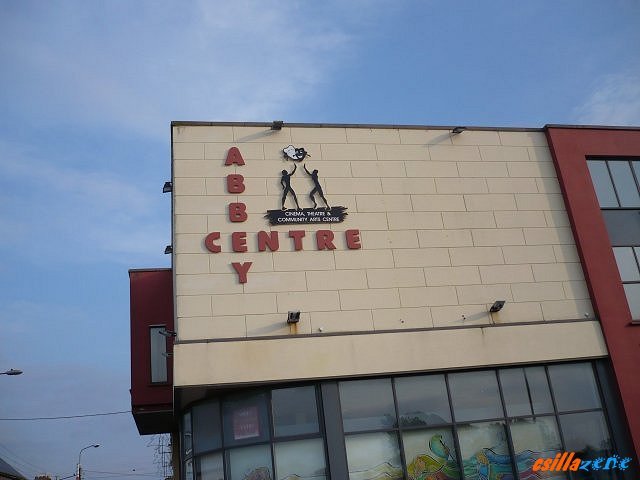 ABBEY
CENTRE
CINEMA, THEATRE &
COMMUNITY ARTS CENTRE
csillazene